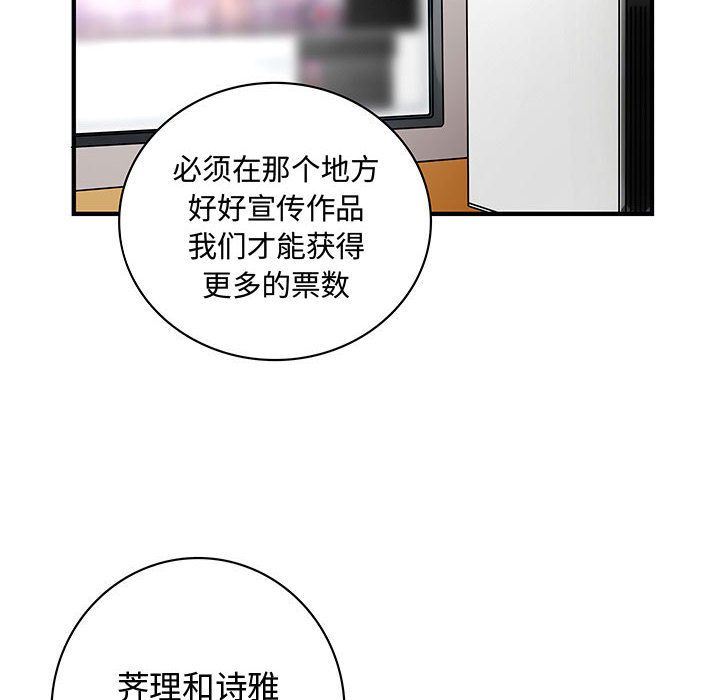 必须在那个地方
好好宣传作品
我们才能获得
更多的票数
荠理和诗雅